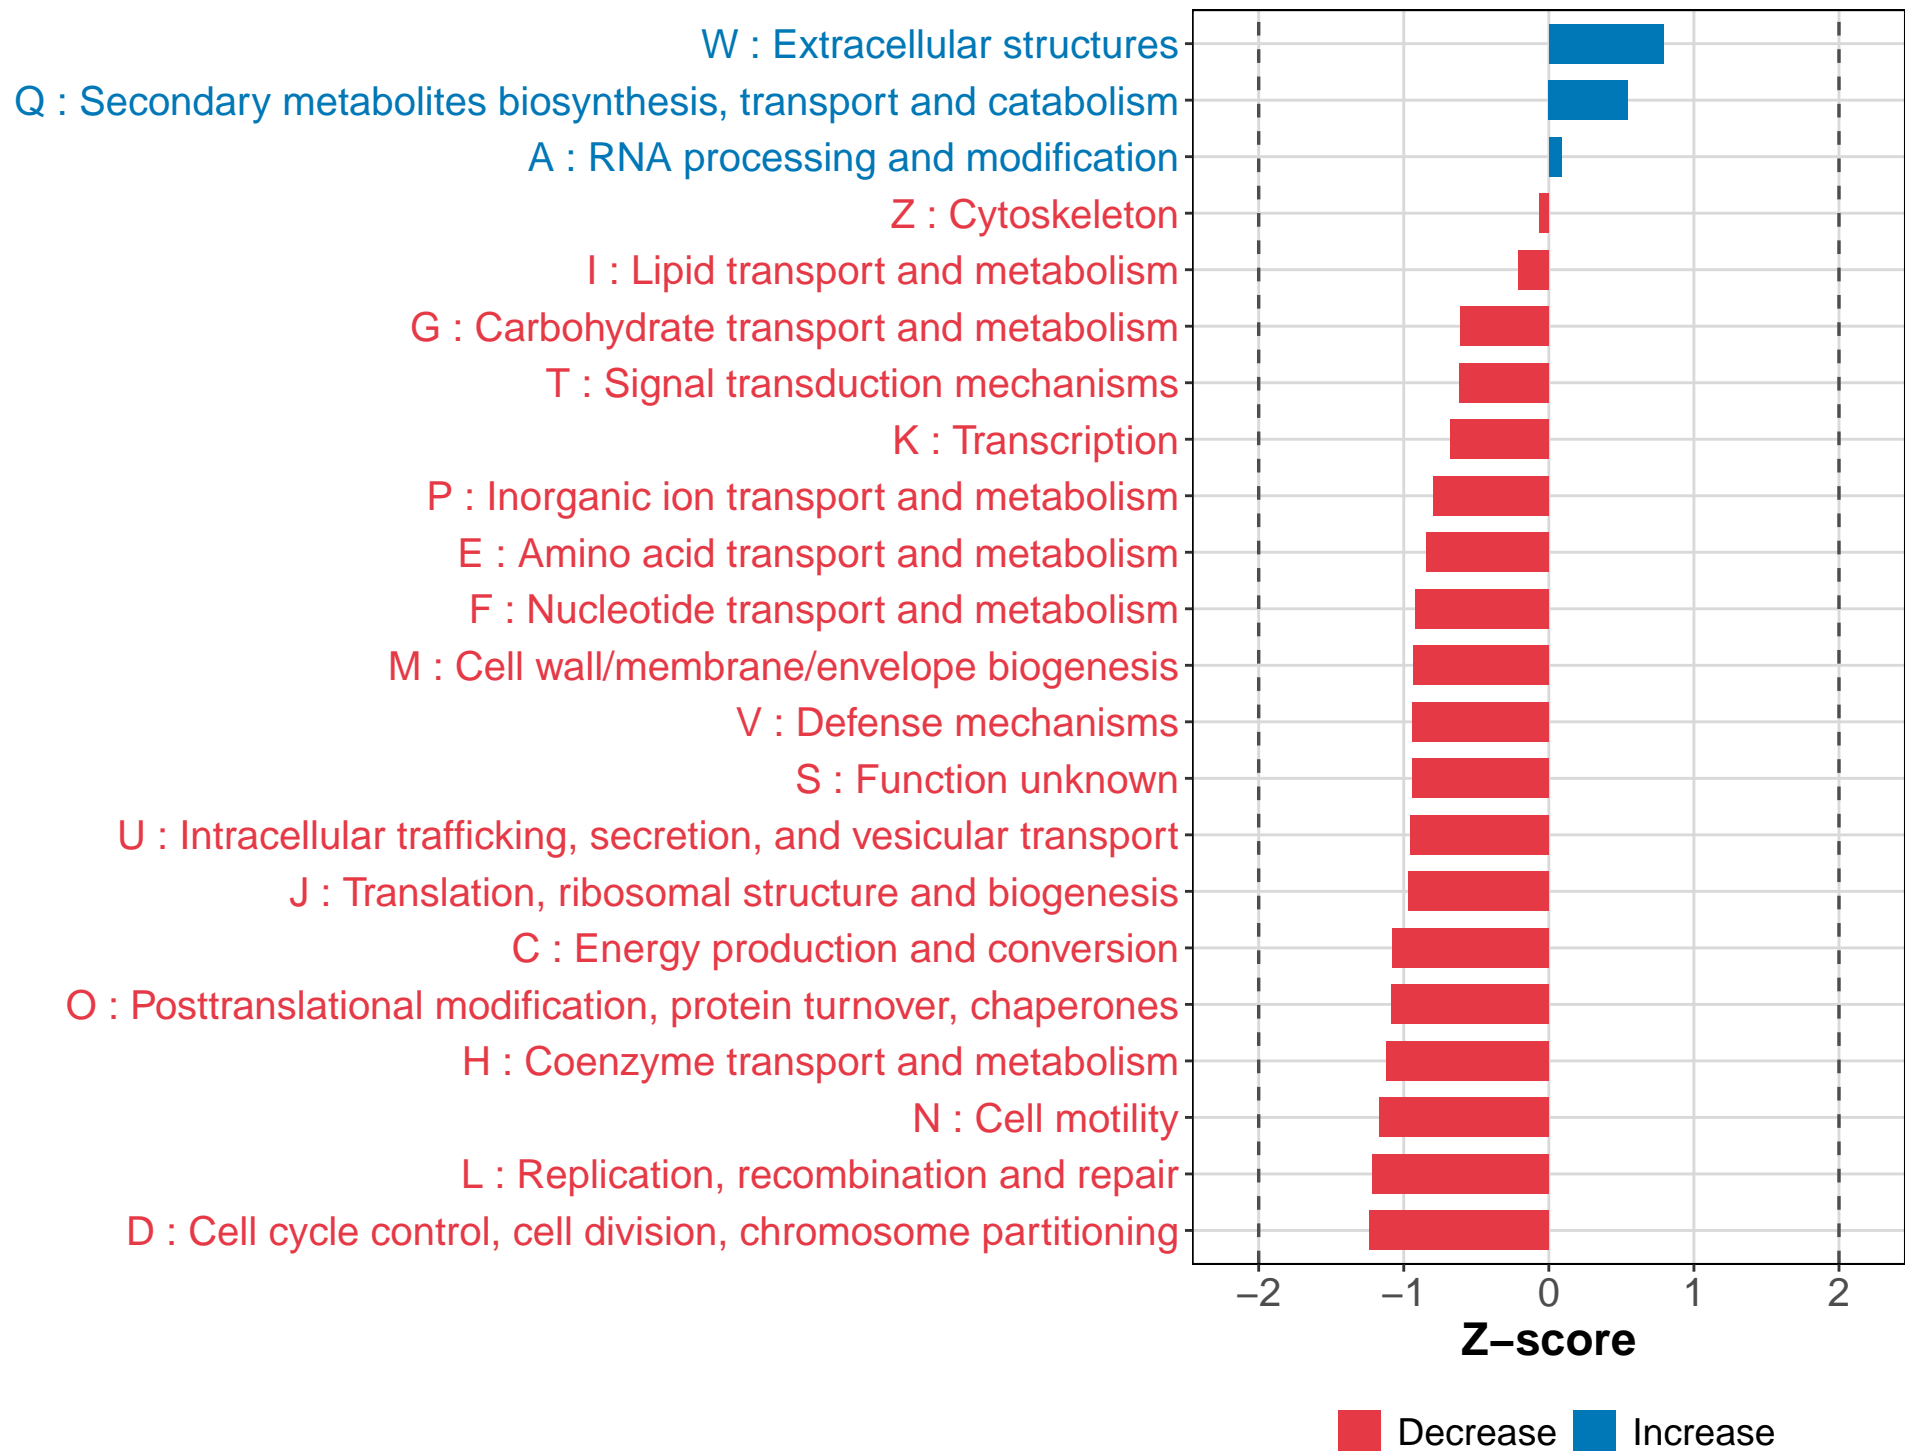 W : Extracellular structures
Q : Secondary metabolites biosynthesis, transport and catabolism
A : RNA processing and modification
Z : Cytoskeleton
I : Lipid transport and metabolism
G : Carbohydrate transport and metabolism
T : Signal transduction mechanisms
K : Transcription
P : Inorganic ion transport and metabolism
E : Amino acid transport and metabolism
F : Nucleotide transport and metabolism
M : Cell wall/membrane/envelope biogenesis
V : Defense mechanisms
S : Function unknown
U : Intracellular trafficking, secretion, and vesicular transport
J : Translation, ribosomal structure and biogenesis
C : Energy production and conversion
O : Posttranslational modification, protein turnover, chaperones
H : Coenzyme transport and metabolism
N : Cell motility
L : Replication, recombination and repair
D : Cell cycle control, cell division, chromosome partitioning
−2 −1 0 1 2
Z−score
Decrease Increase